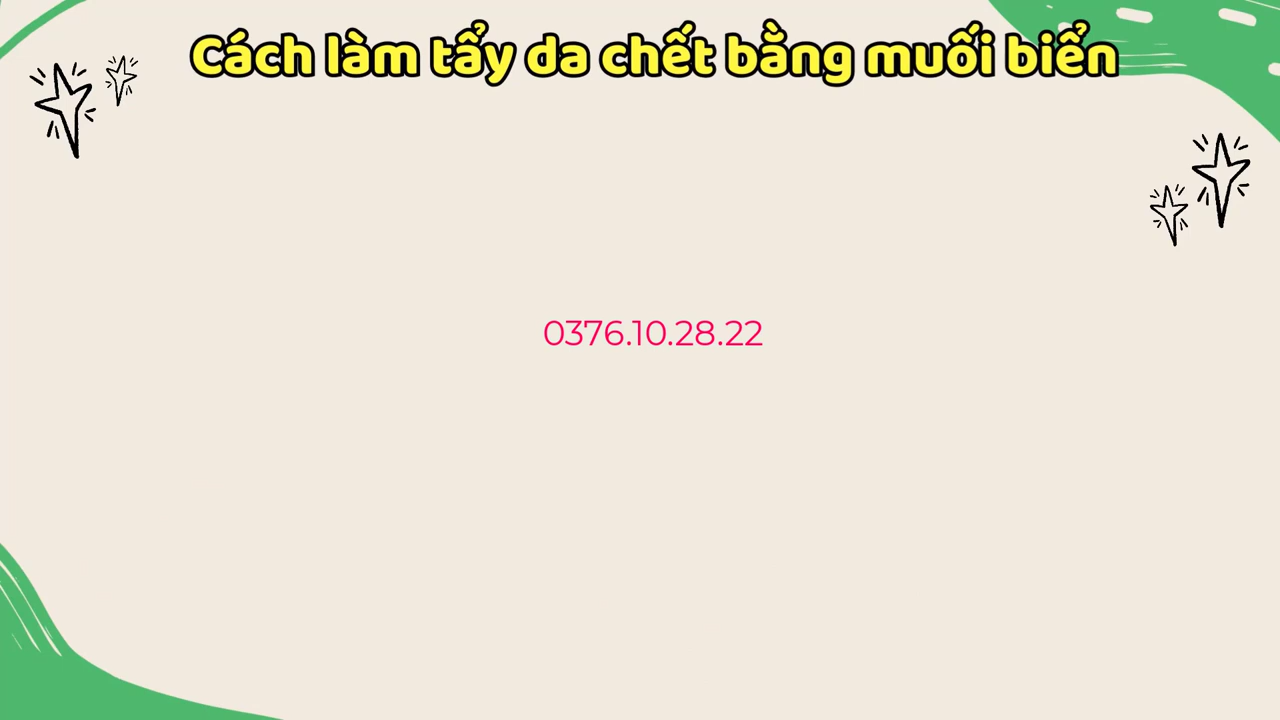 Cách làm tẩy da chết bằng muối biển
0376.10.28.22